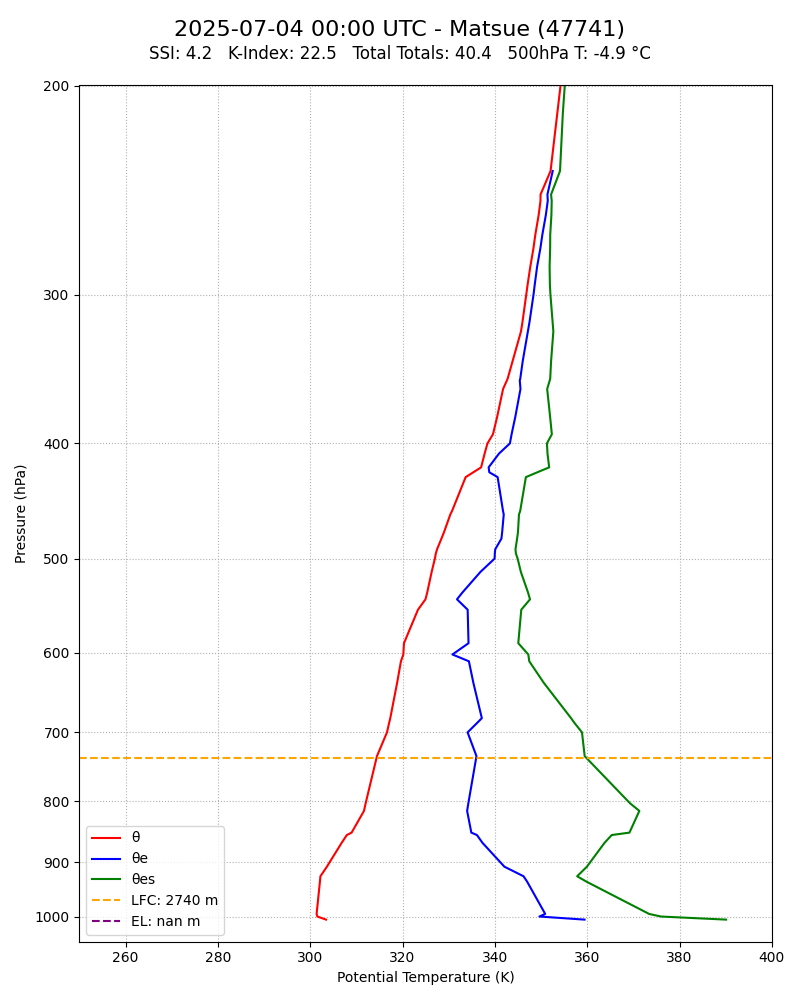 2025-07-04 00:00 UTC - Matsue (47741)
SSI: 4.2   K-Index: 22.5   Total Totals: 40.4   500hPa T: -4.9 °C
200
300
400
500
600
700
800
900
1000
Pressure (hPa)
θ
θe
θes
LFC: 2740 m
EL: nan m
260 280 300 320 340 360 380 400
Potential Temperature (K)